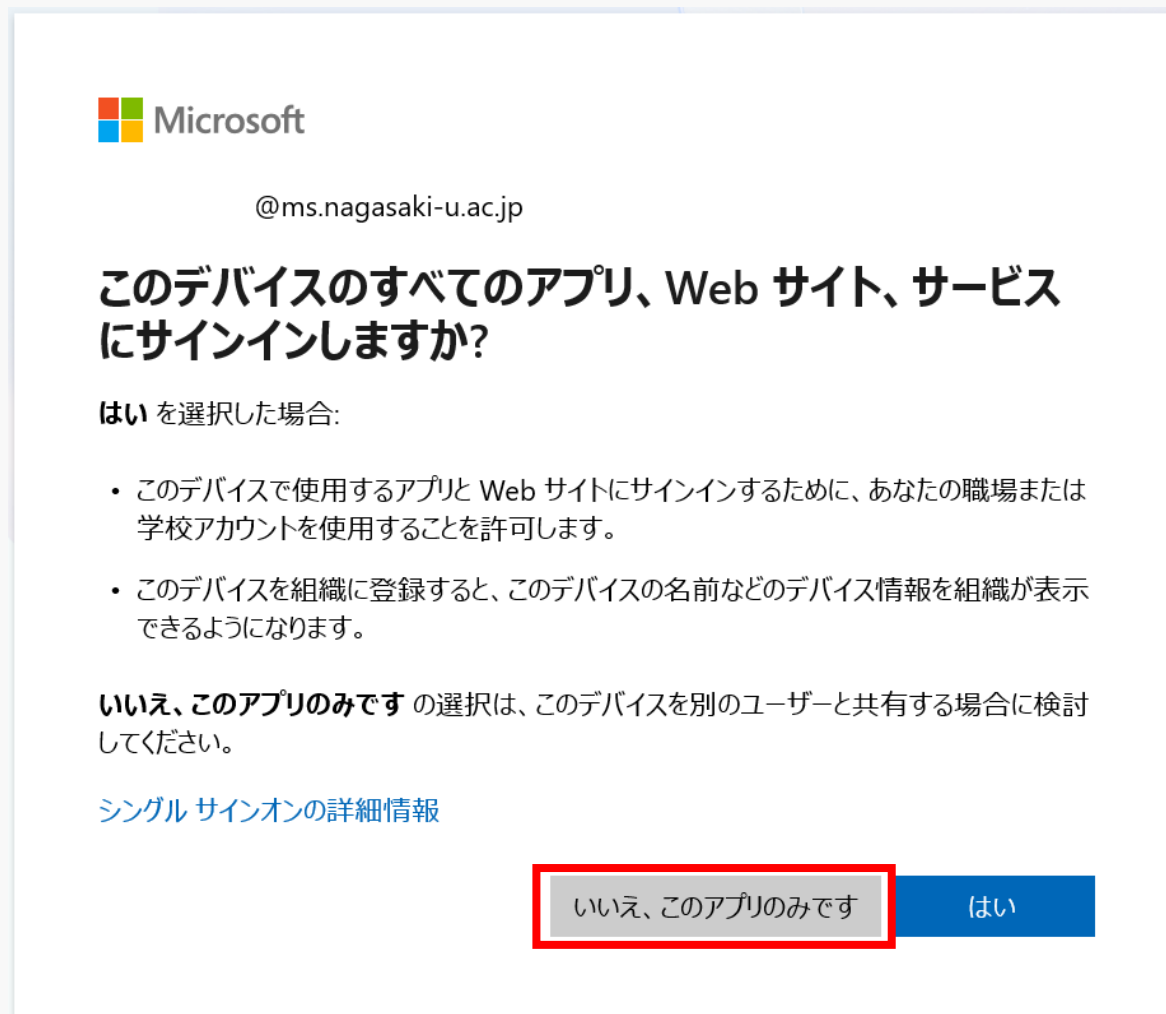 Microsoft
@ms.nagasaki-u.ac.jp
このデバイスのすべてのアプリ、Web サイト、サービス
にサインインしますか?
はい を選択した場合:
• このデバイスで使用するアプリと Web サイトにサインインするために、あなたの職場または
学校アカウントを使用することを許可します。
• このデバイスを組織に登録すると、このデバイスの名前などのデバイス情報を組織が表示
できるようになります。
いいえ、このアプリのみです の選択は、このデバイスを別のユーザーと共有する場合に検討
してください。
シングル サインオンの詳細情報
いいえ、このアプリのみです
はい